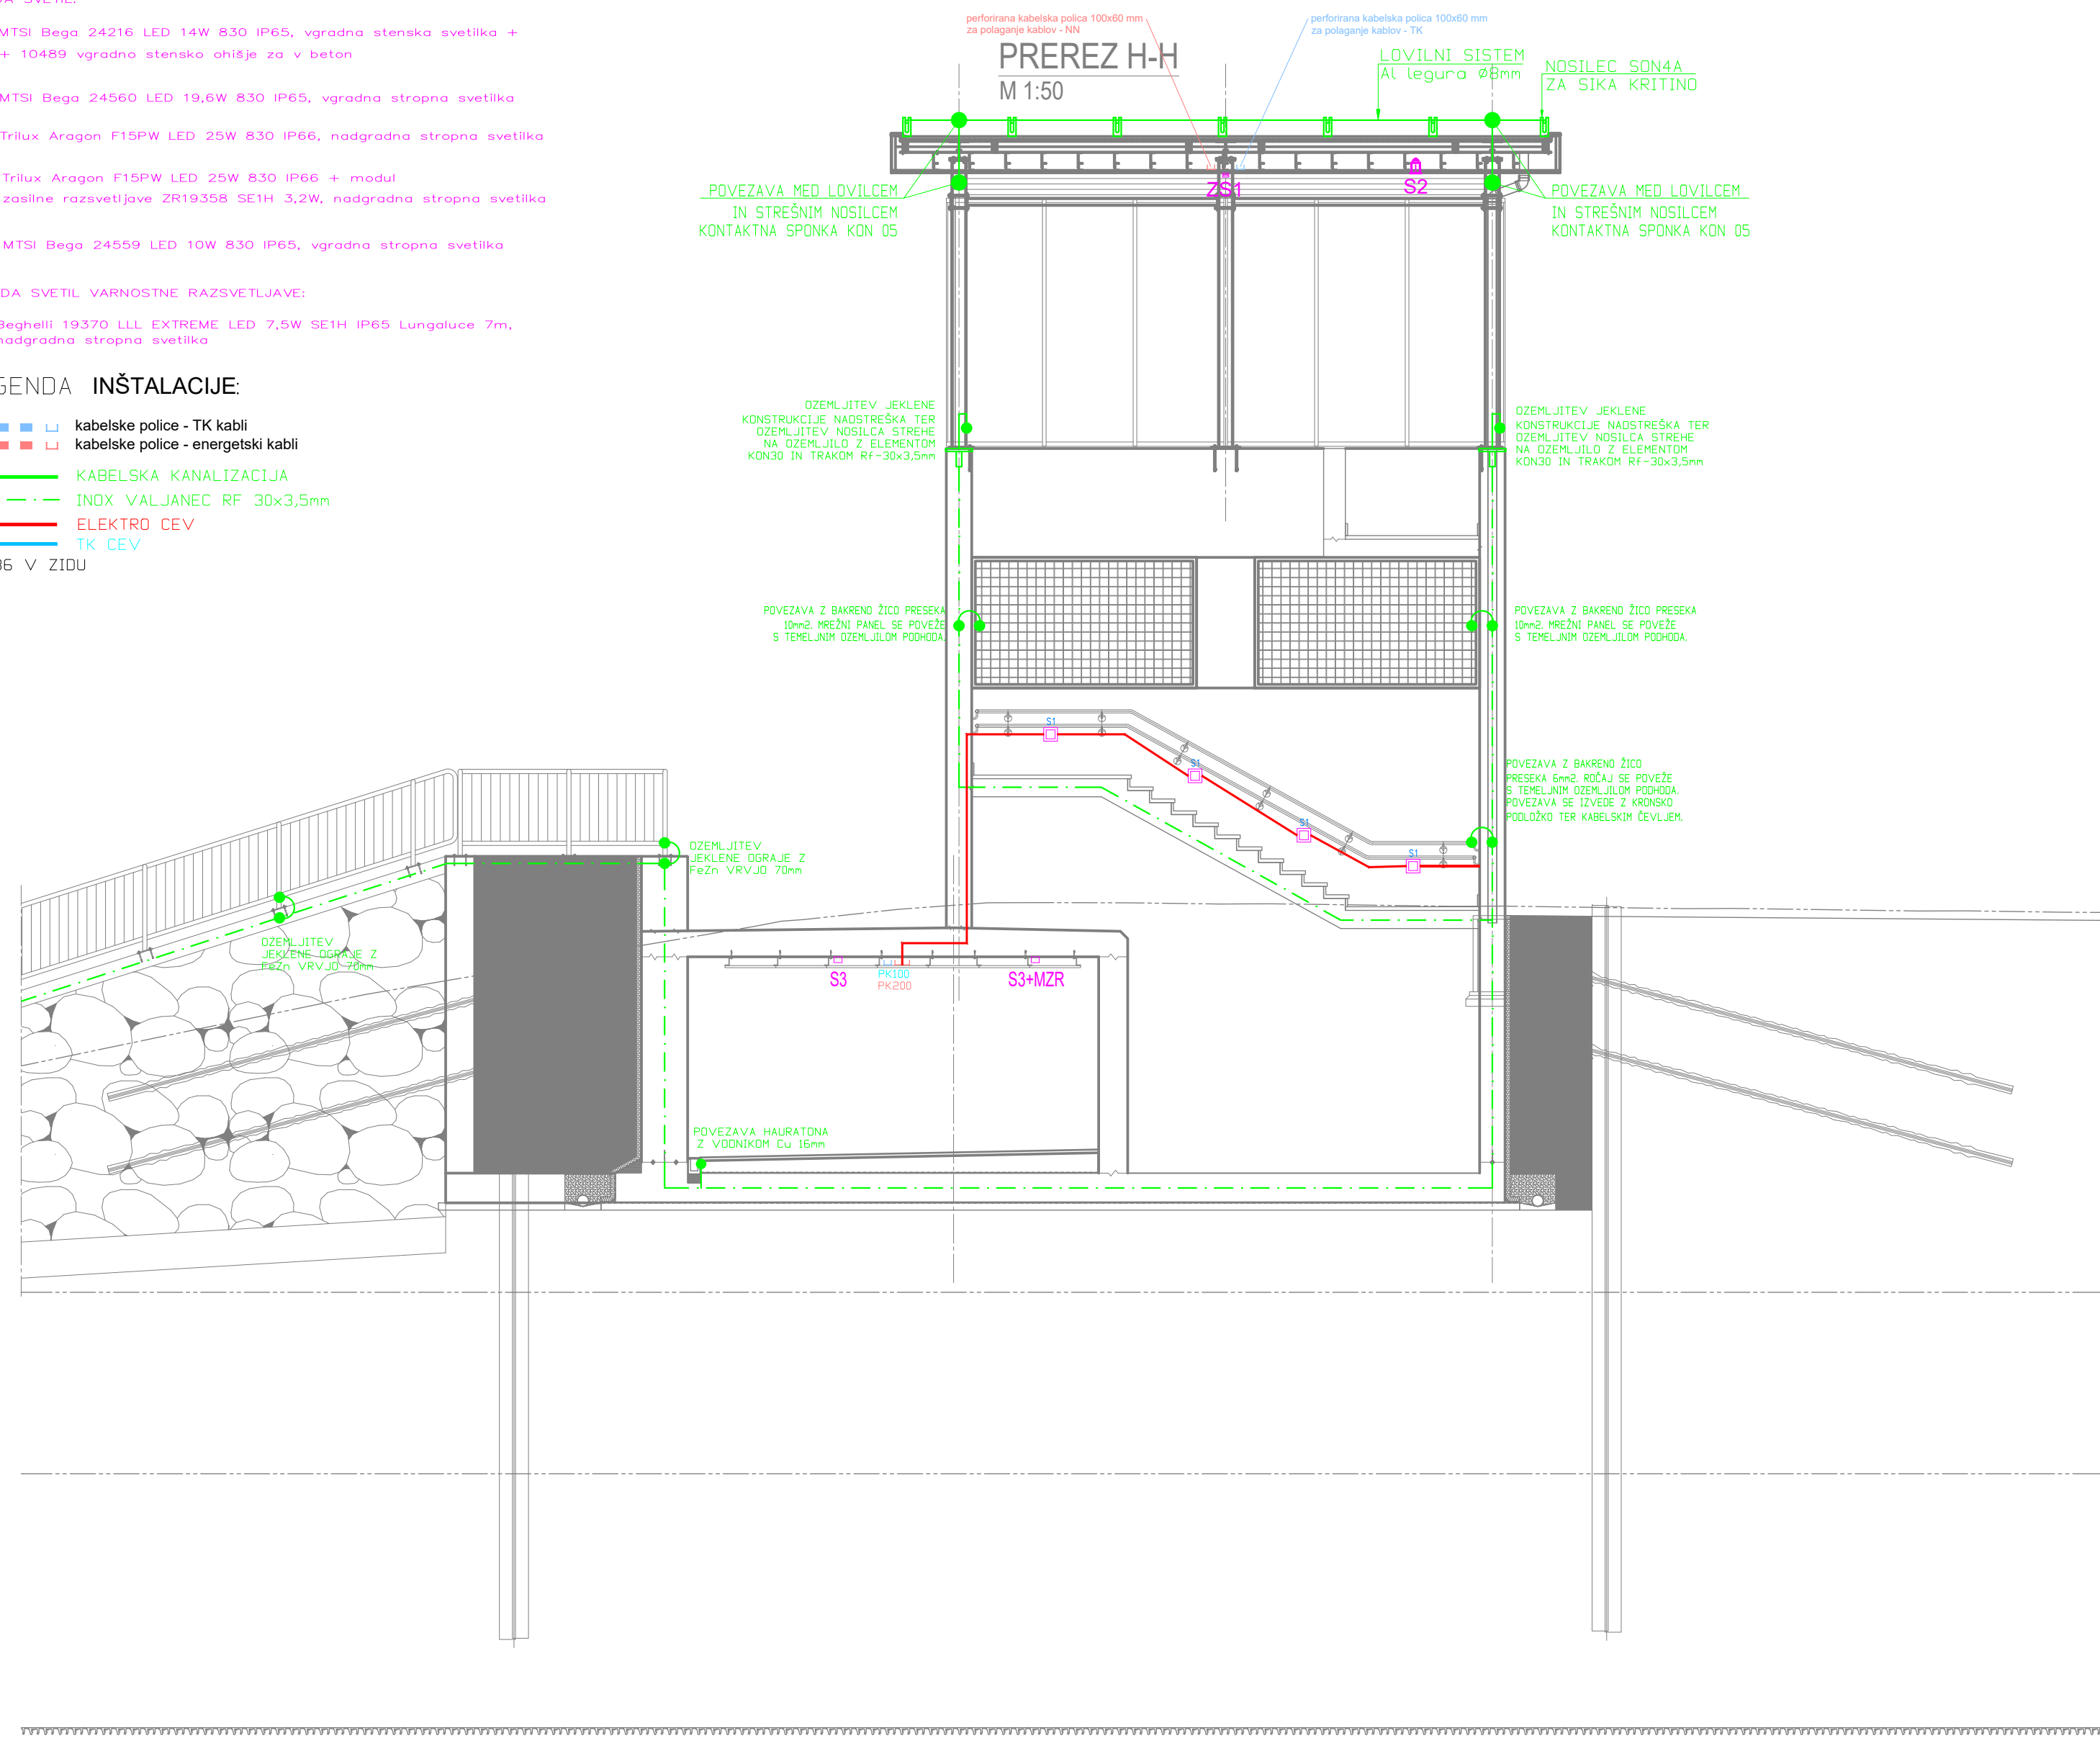 MTSI Bega 24216 LED 14W 830 IP65, vgradna stenska svetilka +
+ 10489 vgradno stensko ohišje za v beton
MTSI Bega 24560 LED 19,6W 830 IP65, vgradna stropna svetilka
Trilux Aragon F15PW LED 25W 830 IP66, nadgradna stropna svetilka
Trilux Aragon F15PW LED 25W 830 IP66 + modul
zasilne razsvetljave ZR19358 SE1H 3,2W, nadgradna stropna svetilka
MTSI Bega 24559 LED 10W 830 IP65, vgradna stropna svetilka
DA SVETIL VARNOSTNE RAZSVETLJAVE:
Beghelli 19370 LLL EXTREME LED 7,5W SE1H IP65 Lungaluce 7m,
nadgradna stropna svetilka
GENDA INŠTALACIJE:
kabelske police - TK kabli
kabelske police - energetski kabli
KABELSKA KANALIZACIJA
INOX VALJANEC RF 30x3,5mm
ELEKTRO CEV
TK CEV
V ZIDU
perforirana kabelska polica 100x60 mm
za polaganje kablov - NN
perforirana kabelska polica 100x60 mm
za polaganje kablov - TK
PREREZ H-H
M 1:50
LOVILNI SISTEM
Al legura Ø8mm
NOSILEC SON4A
ZA SIKA KRITINO
POVEZAVA MED LOVILCEM
IN STREŠNIM NOSILCEM
KONTAKTNA SPONKA KON 05
ZS1
S2
POVEZAVA MED LOVILCEM
IN STREŠNIM NOSILCEM
KONTAKTNA SPONKA KON 05
OZEMLJITEV JEKLENE
KONSTRUKCIJE NADSTREŠKA TER
OZEMLJITEV NOSILCA STREHE
NA OZEMLJILO Z ELEMENTOM
KON30 IN TRAKOM Rf-30x3,5mm
OZEMLJITEV JEKLENE
KONSTRUKCIJE NADSTREŠKA TER
OZEMLJITEV NOSILCA STREHE
NA OZEMLJILO Z ELEMENTOM
KON30 IN TRAKOM Rf-30x3,5mm
POVEZAVA Z BAKRENO ŽICO PRESEKA
10mm2. MREŽNI PANEL SE POVEŽE
S TEMELJNIM OZEMLJILOM PODHODA.
POVEZAVA Z BAKRENO ŽICO PRESEKA
10mm2. MREŽNI PANEL SE POVEŽE
S TEMELJNIM OZEMLJILOM PODHODA.
S1
S1
S1
S1
POVEZAVA Z BAKRENO ŽICO
PRESEKA 6mm2. ROČAJ SE POVEŽE
S TEMELJNIM OZEMLJILOM PODHODA.
POVEZAVA SE IZVEDE Z KRONSKO
PODLOŽKO TER KABELSKIM ČEVLJEM.
OZEMLJITEV
JEKLENE OGRAJE Z
FeZn VRVJO 70mm
OZEMLJITEV
JEKLENE OGRAJE Z
FeZn VRVJO 70mm
S3
PK100
PK200
S3+MZR
POVEZAVA HAURATONA
Z VODNIKOM Cu 16mm